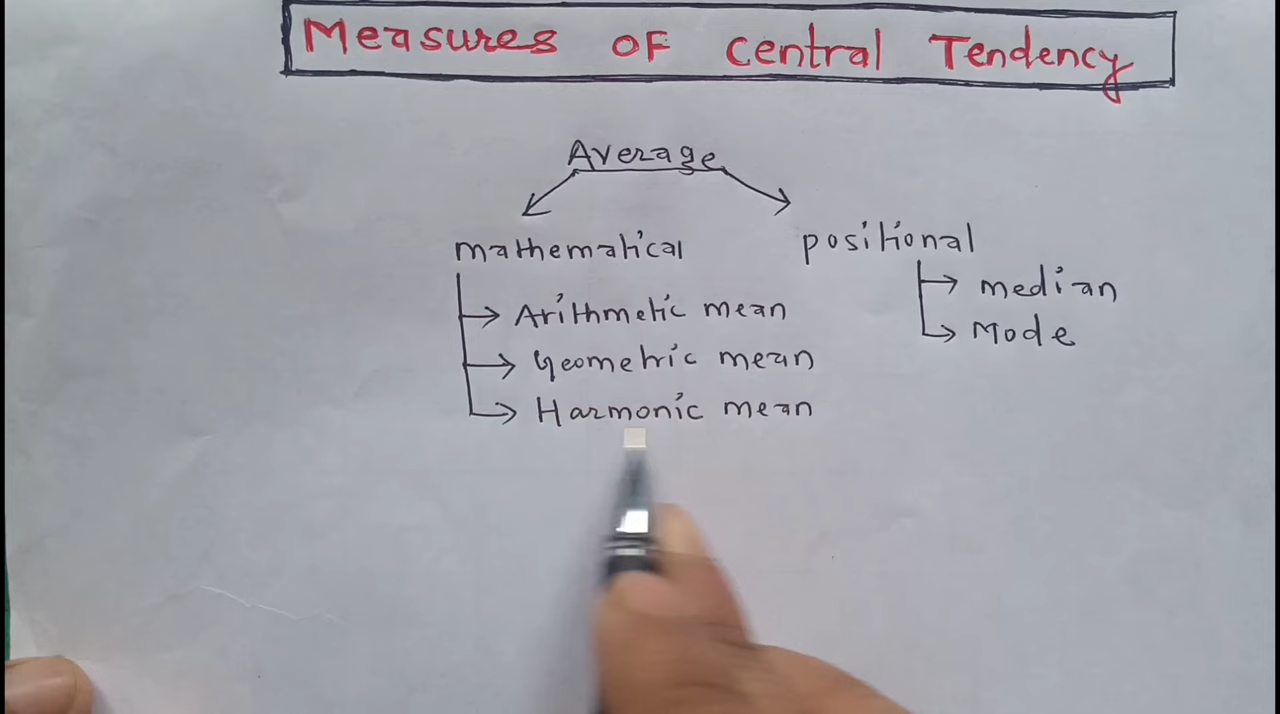 Measures OF Central Tendency
Average
mathematical
positional
Arithmetic mean
Geometric mean
Harmonic mean
median
Mode